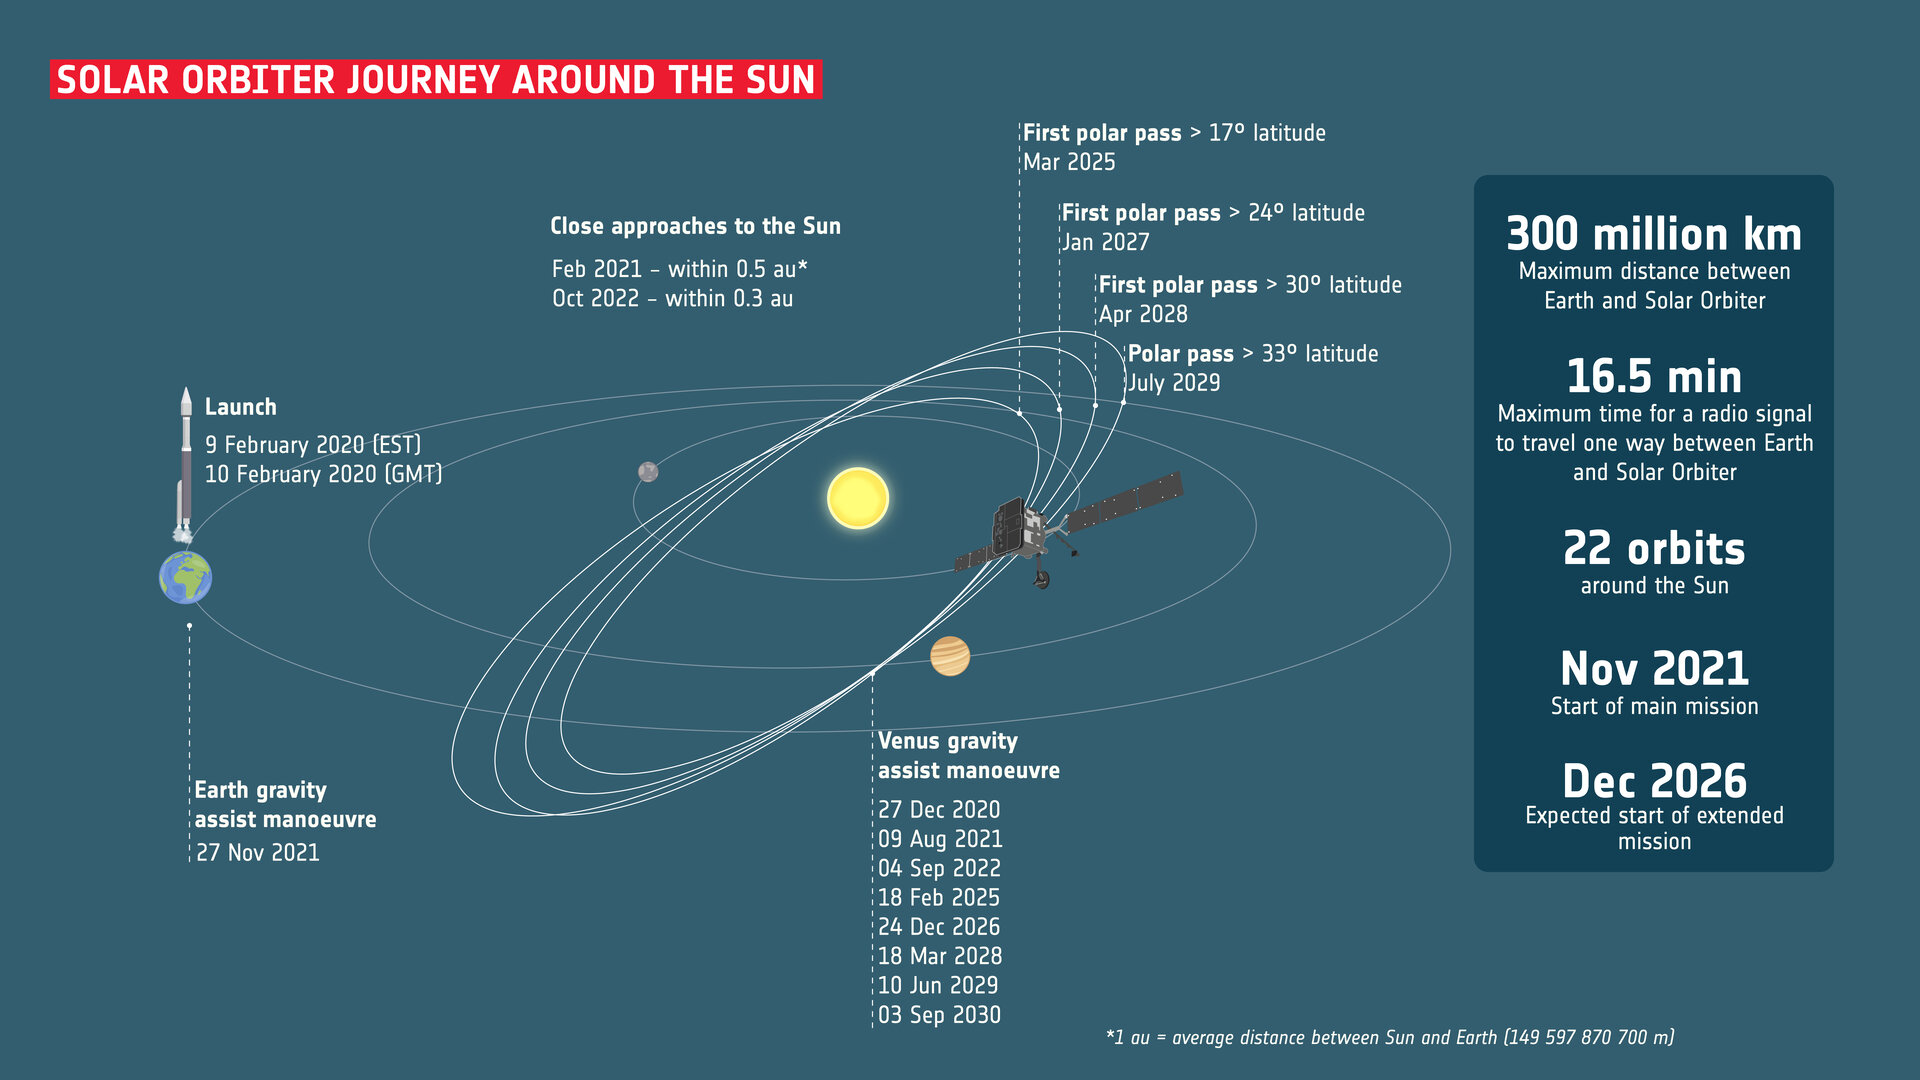 SOLAR ORBITER JOURNEY AROUND THE SUN
First polar pass > 17º latitude
Mar 2025
First polar pass > 24º latitude
Jan 2027
First polar pass > 30º latitude
Apr 2028
Polar pass > 33º latitude
July 2029
Close approaches to the Sun
Feb 2021 – within 0.5 au*
Oct 2022 – within 0.3 au
Launch
9 February 2020 (EST)
10 February 2020 (GMT)
Earth gravity
assist manoeuvre
27 Nov 2021
Venus gravity
assist manoeuvre
27 Dec 2020
09 Aug 2021
04 Sep 2022
18 Feb 2025
24 Dec 2026
18 Mar 2028
10 Jun 2029
03 Sep 2030
300 million km
Maximum distance between
Earth and Solar Orbiter
16.5 min
Maximum time for a radio signal
to travel one way between Earth
and Solar Orbiter
22 orbits
around the Sun
Nov 2021
Start of main mission
Dec 2026
Expected start of extended
mission
*1 au = average distance between Sun and Earth (149 597 870 700 m)